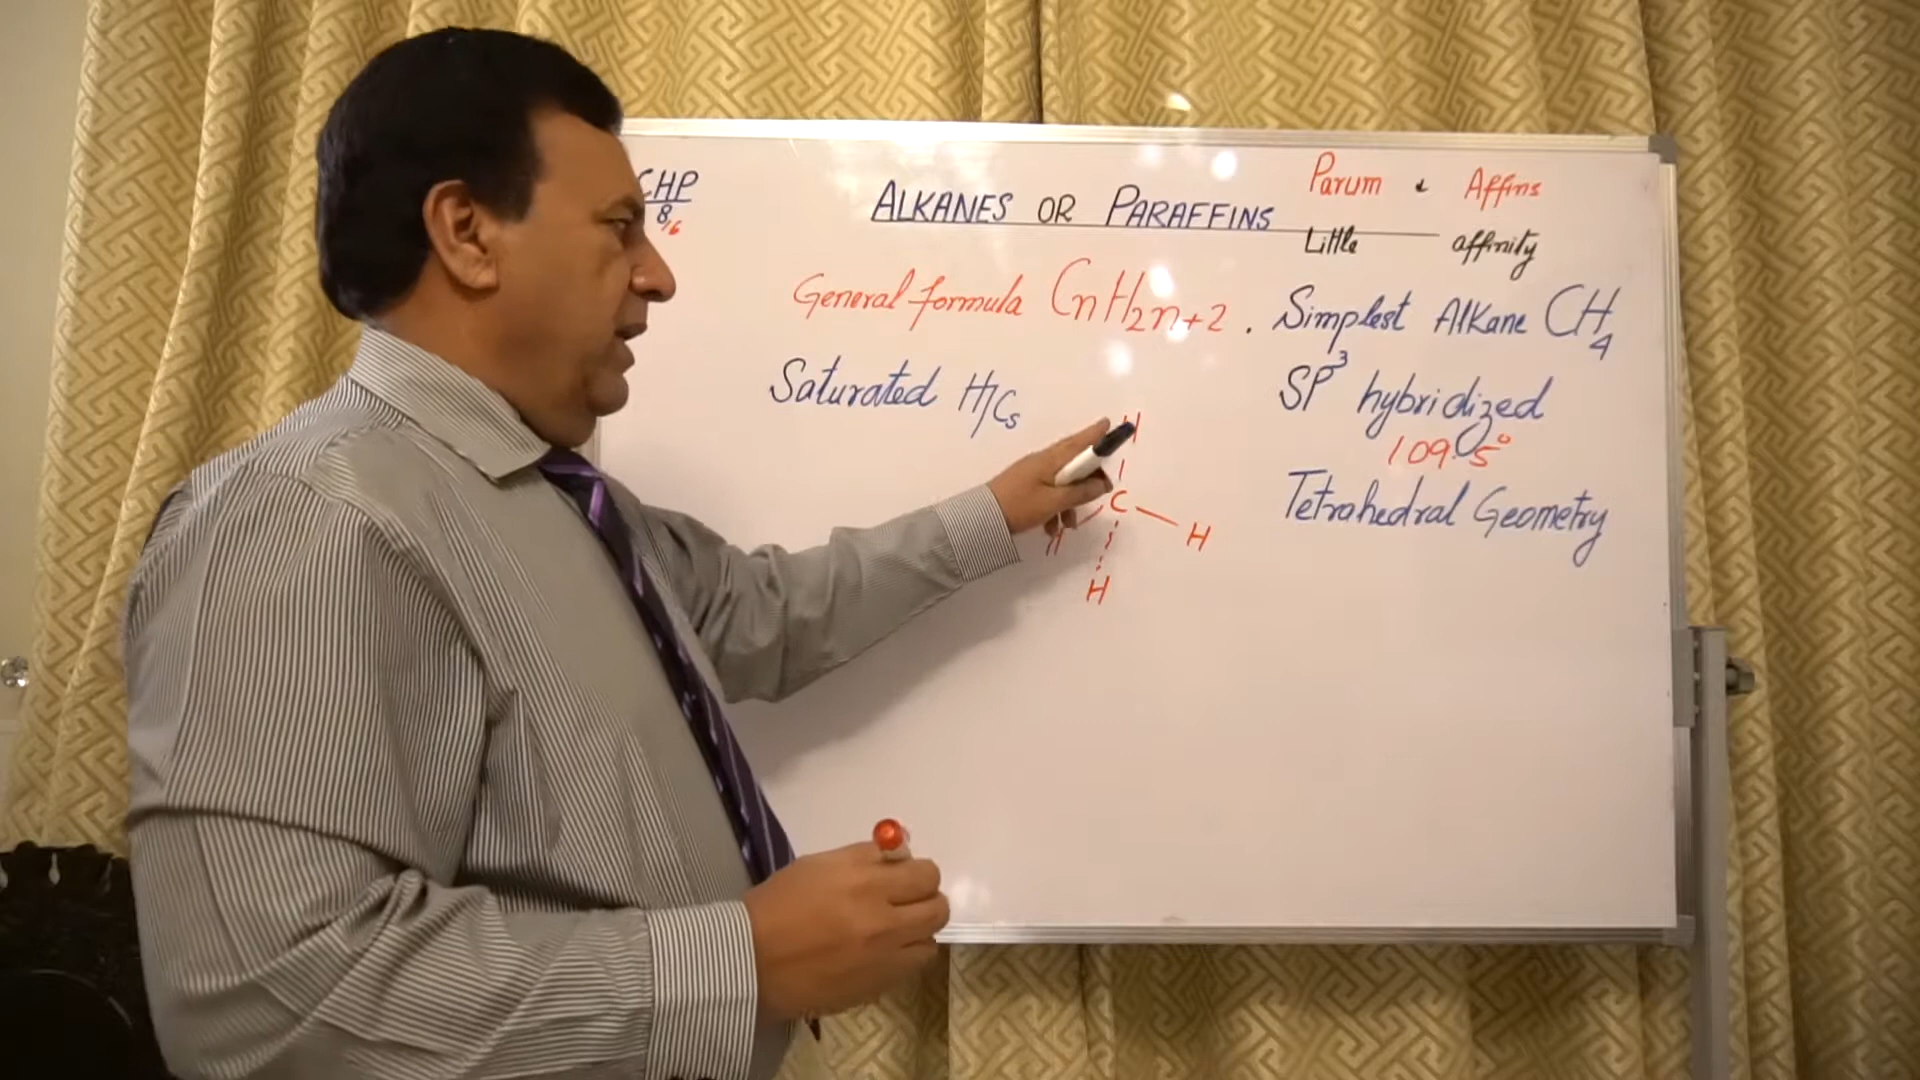 CHP
8/6
ALKANES OR PARAFFINS
Parum & Affins
Little affinity
General formula CnH2n+2 . Simplest Alkane CH4
Saturated H/Cs
SP³ hybridized
109.5°
Tetrahedral Geometry
H
C
H H
H